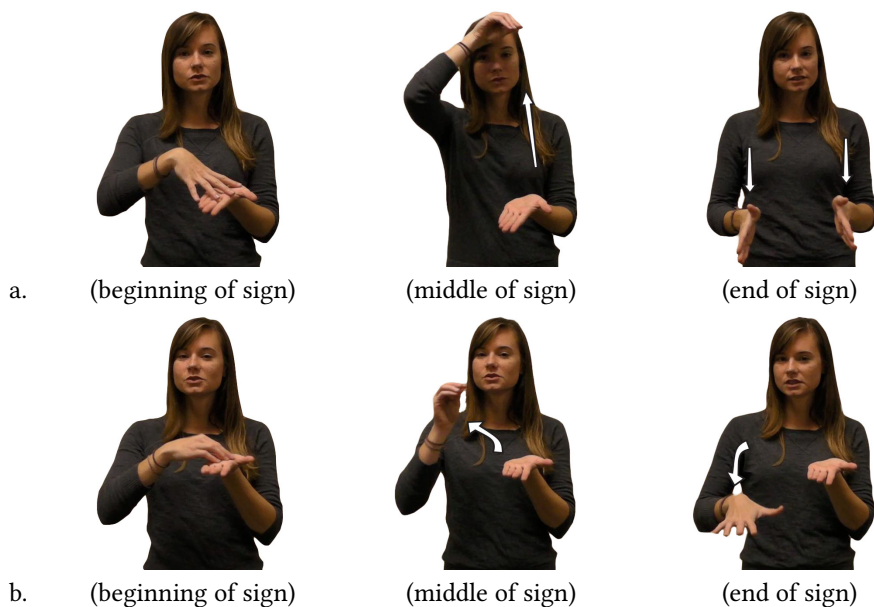 a. (beginning of sign) (middle of sign) (end of sign)
b. (beginning of sign) (middle of sign) (end of sign)